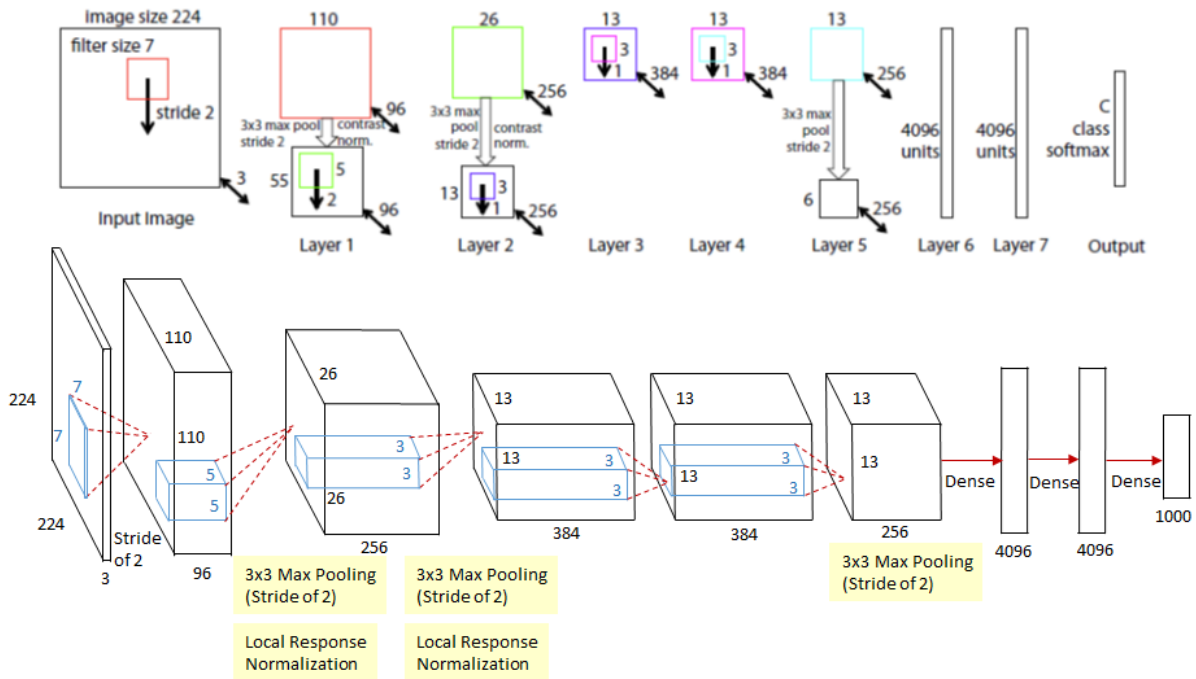 image size 224
filter size 7
stride 2
3
Input Image
110
96
3x3 max pool
stride 2
contrast
norm.
55
5
2
96
Layer 1
26
256
3x3 max
pool
stride 2
contrast
norm.
13
3
1
256
Layer 2
13
3
1
384
Layer 3
13
3
1
384
Layer 4
13
256
3x3 max
pool
stride 2
6
256
Layer 5
4096
units
Layer 6
4096
units
Layer 7
C
class
softmax
Output
224
7
7
224
3
Stride
of 2
110
110
5
5
96
26
3
3
26
256
13
13
3
3
384
13
13
3
3
384
13
13
256
Dense
4096
Dense
4096
Dense
1000
3x3 Max Pooling
(Stride of 2)
Local Response
Normalization
3x3 Max Pooling
(Stride of 2)
Local Response
Normalization
3x3 Max Pooling
(Stride of 2)